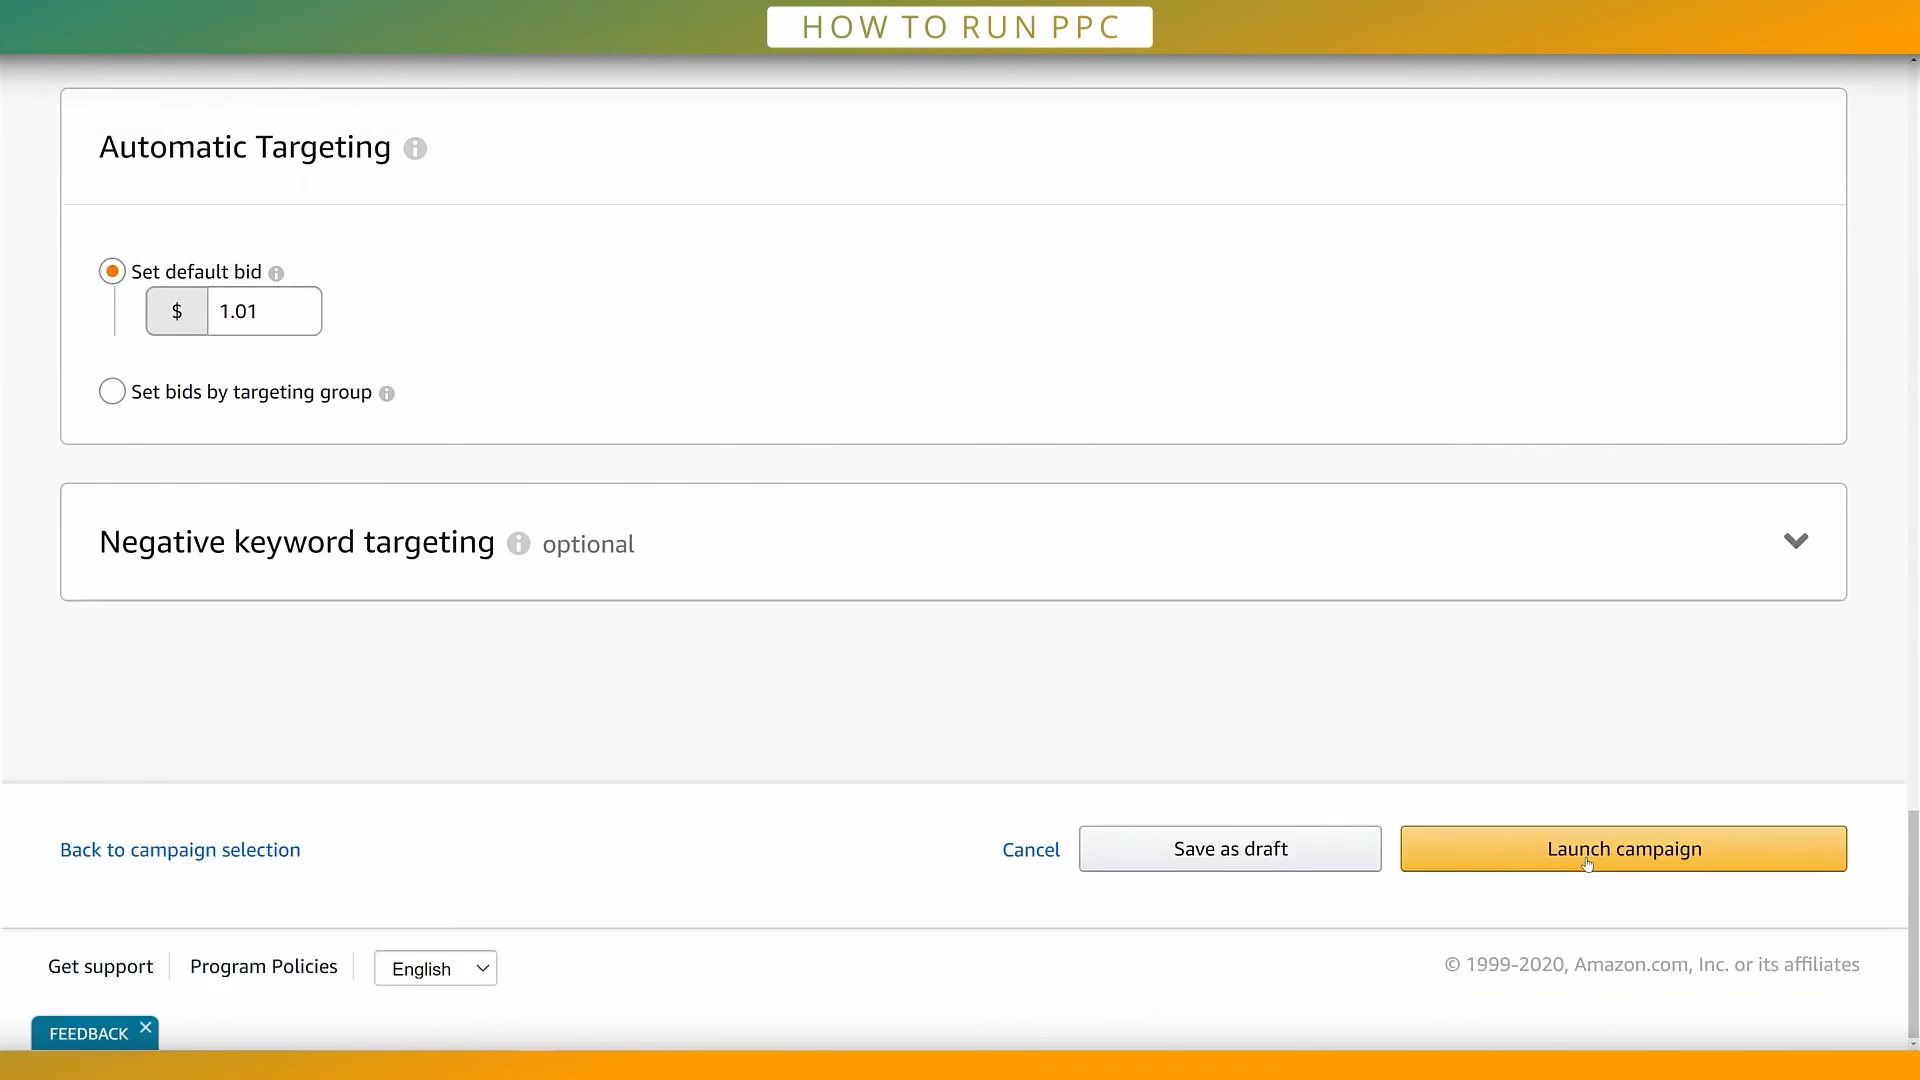 HOW TO RUN PPC
Automatic Targeting
Set default bid
$ 1.01
Set bids by targeting group
Negative keyword targeting optional
Back to campaign selection Cancel Save as draft Launch campaign
Get support Program Policies English © 1999-2020, Amazon.com, Inc. or its affiliates
FEEDBACK